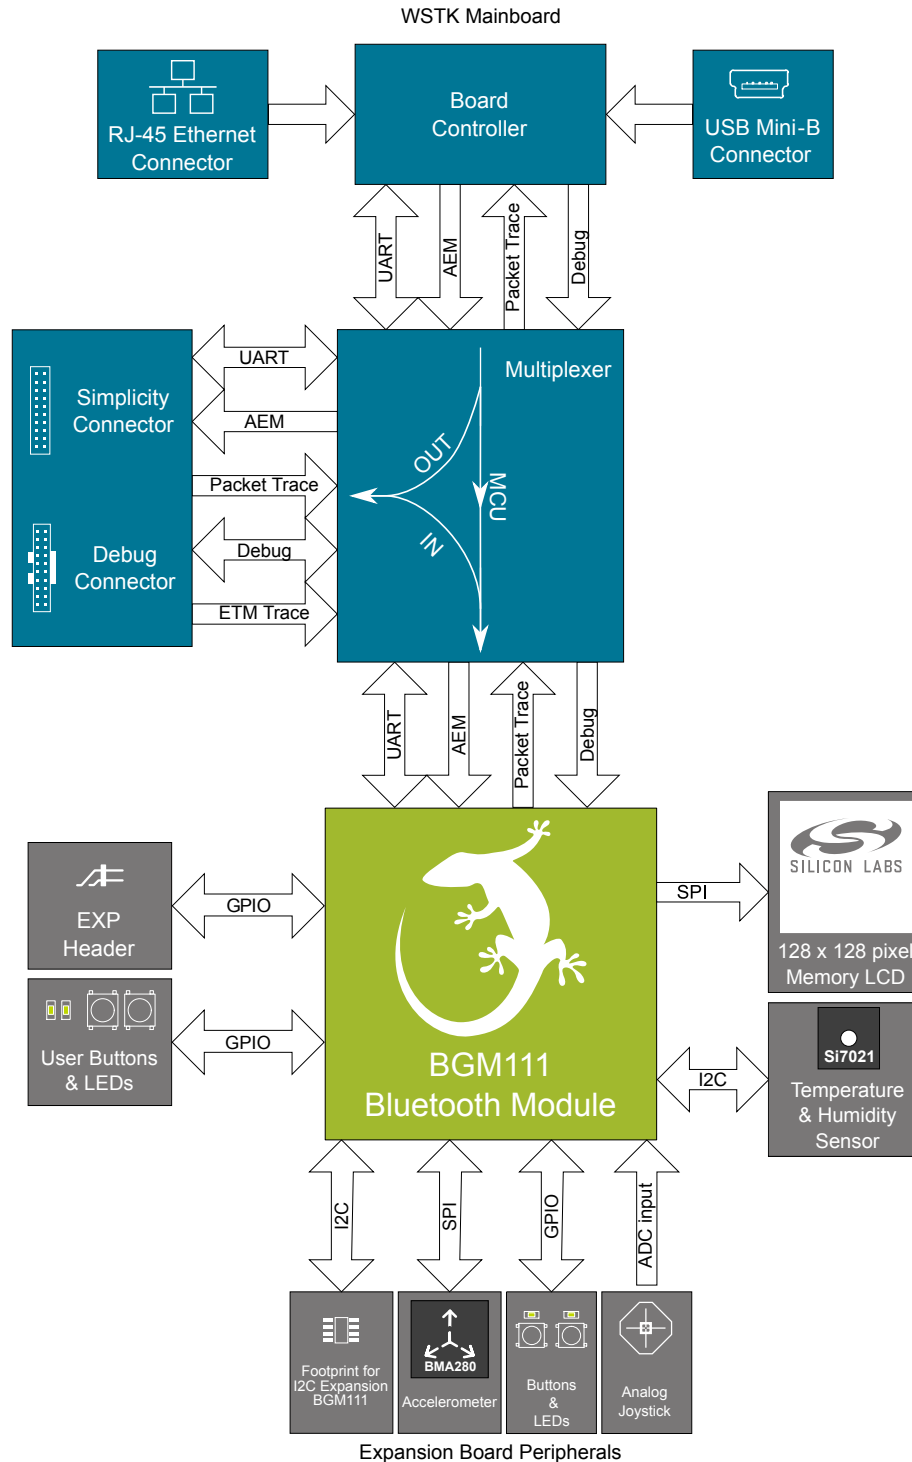 WSTK Mainboard
RJ-45 Ethernet
Connector
Board
Controller
USB Mini-B
Connector
UART
AEM
Packet Trace
Debug
Simplicity
Connector
Debug
Connector
UART
AEM
Packet Trace
Debug
ETM Trace
Multiplexer
OUT
MCU
IN
UART
AEM
Packet Trace
Debug
EXP
Header
GPIO
User Buttons
& LEDs
GPIO
BGM111
Bluetooth Module
SPI
SILICON LABS
128 x 128 pixel
Memory LCD
I2C
Si7021
Temperature
& Humidity
Sensor
I2C
SPI
GPIO
ADC input
Footprint for
I2C Expansion
BGM111
BMA280
Accelerometer
Buttons
&
LEDs
Analog
Joystick
Expansion Board Peripherals